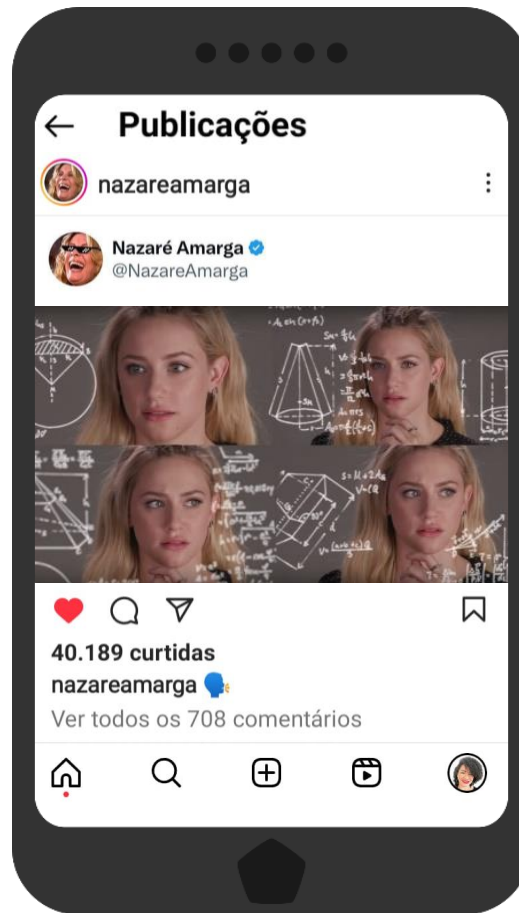 Publicações
nazareamarga
Nazaré Amarga
@NazareAmarga
40.189 curtidas
nazareamarga
Ver todos os 708 comentários